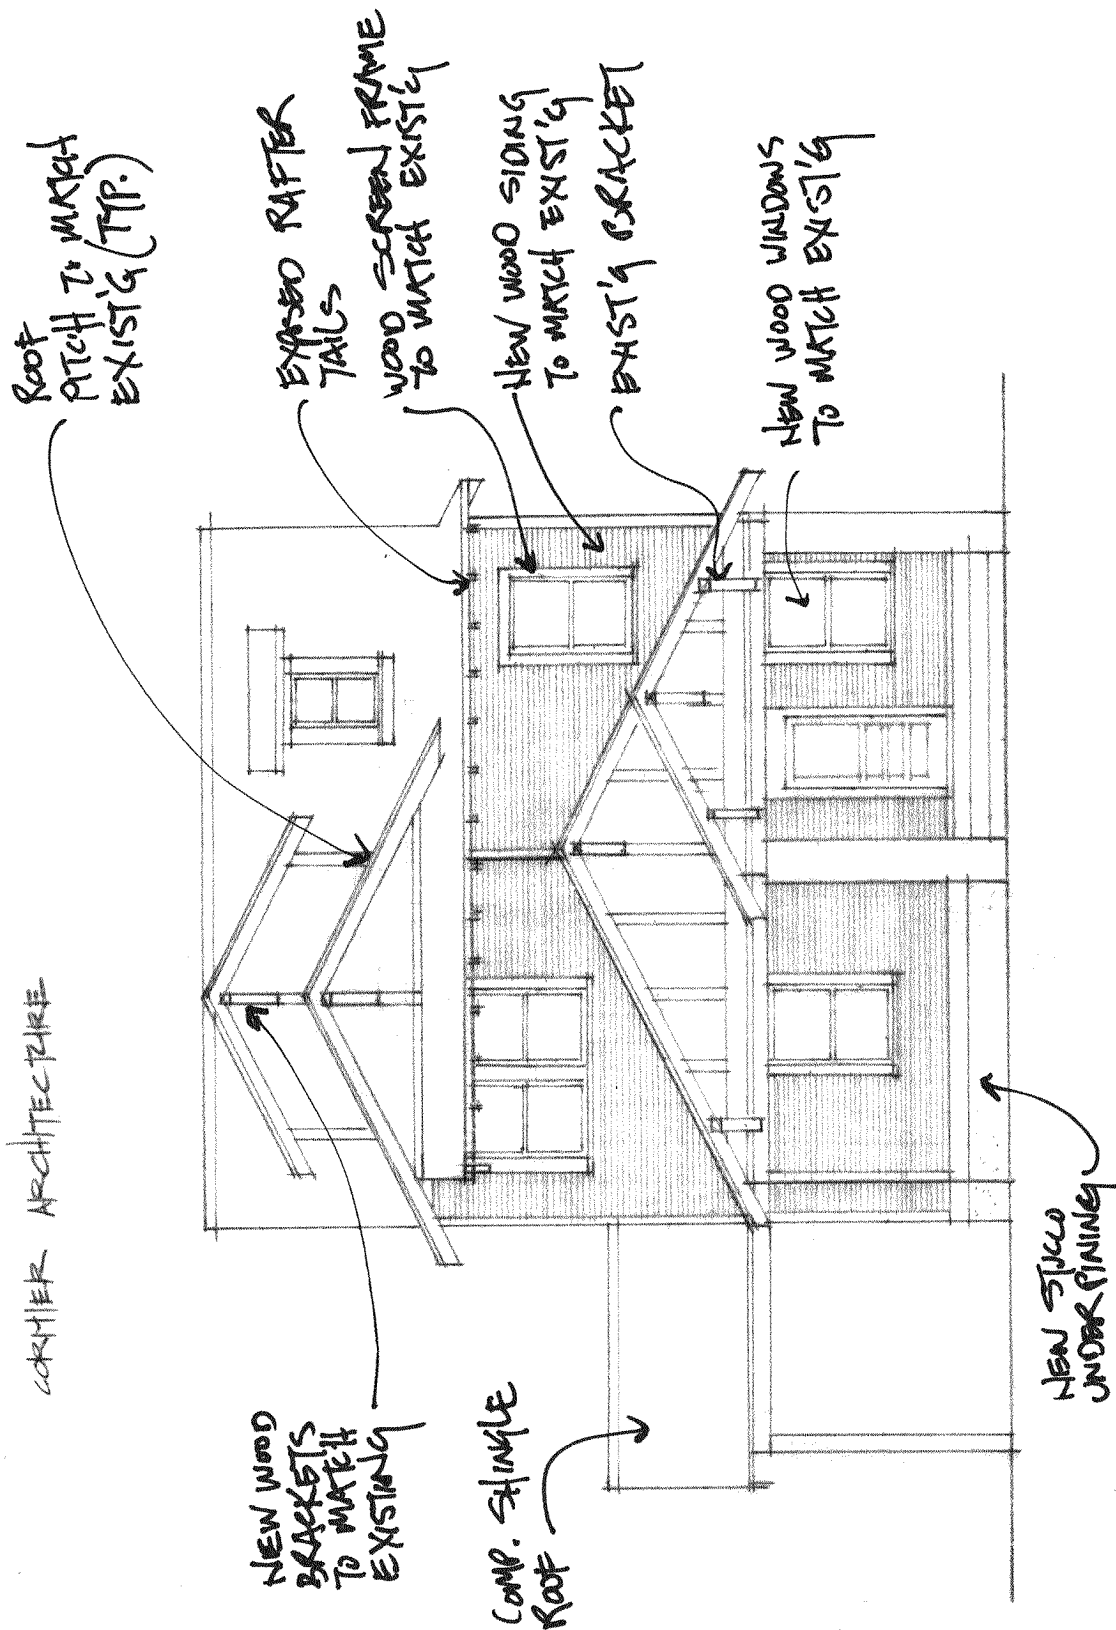 CORMIER ARCHITECTURE
ROOF
PITCH TO MATCH
EXIST'G (TYP.)
EXPOSED RAFTER
TAILS
WOOD SCREEN FRAME
TO MATCH EXIST'G
NEW WOOD SIDING
TO MATCH EXIST'G
EXIST'G BRACKET
NEW WOOD WINDOWS
TO MATCH EXIST'G
NEW WOOD
BRACKETS
TO MATCH
EXISTING
COMP. SHINGLE
ROOF
NEW STUCCO
UNDERPINING